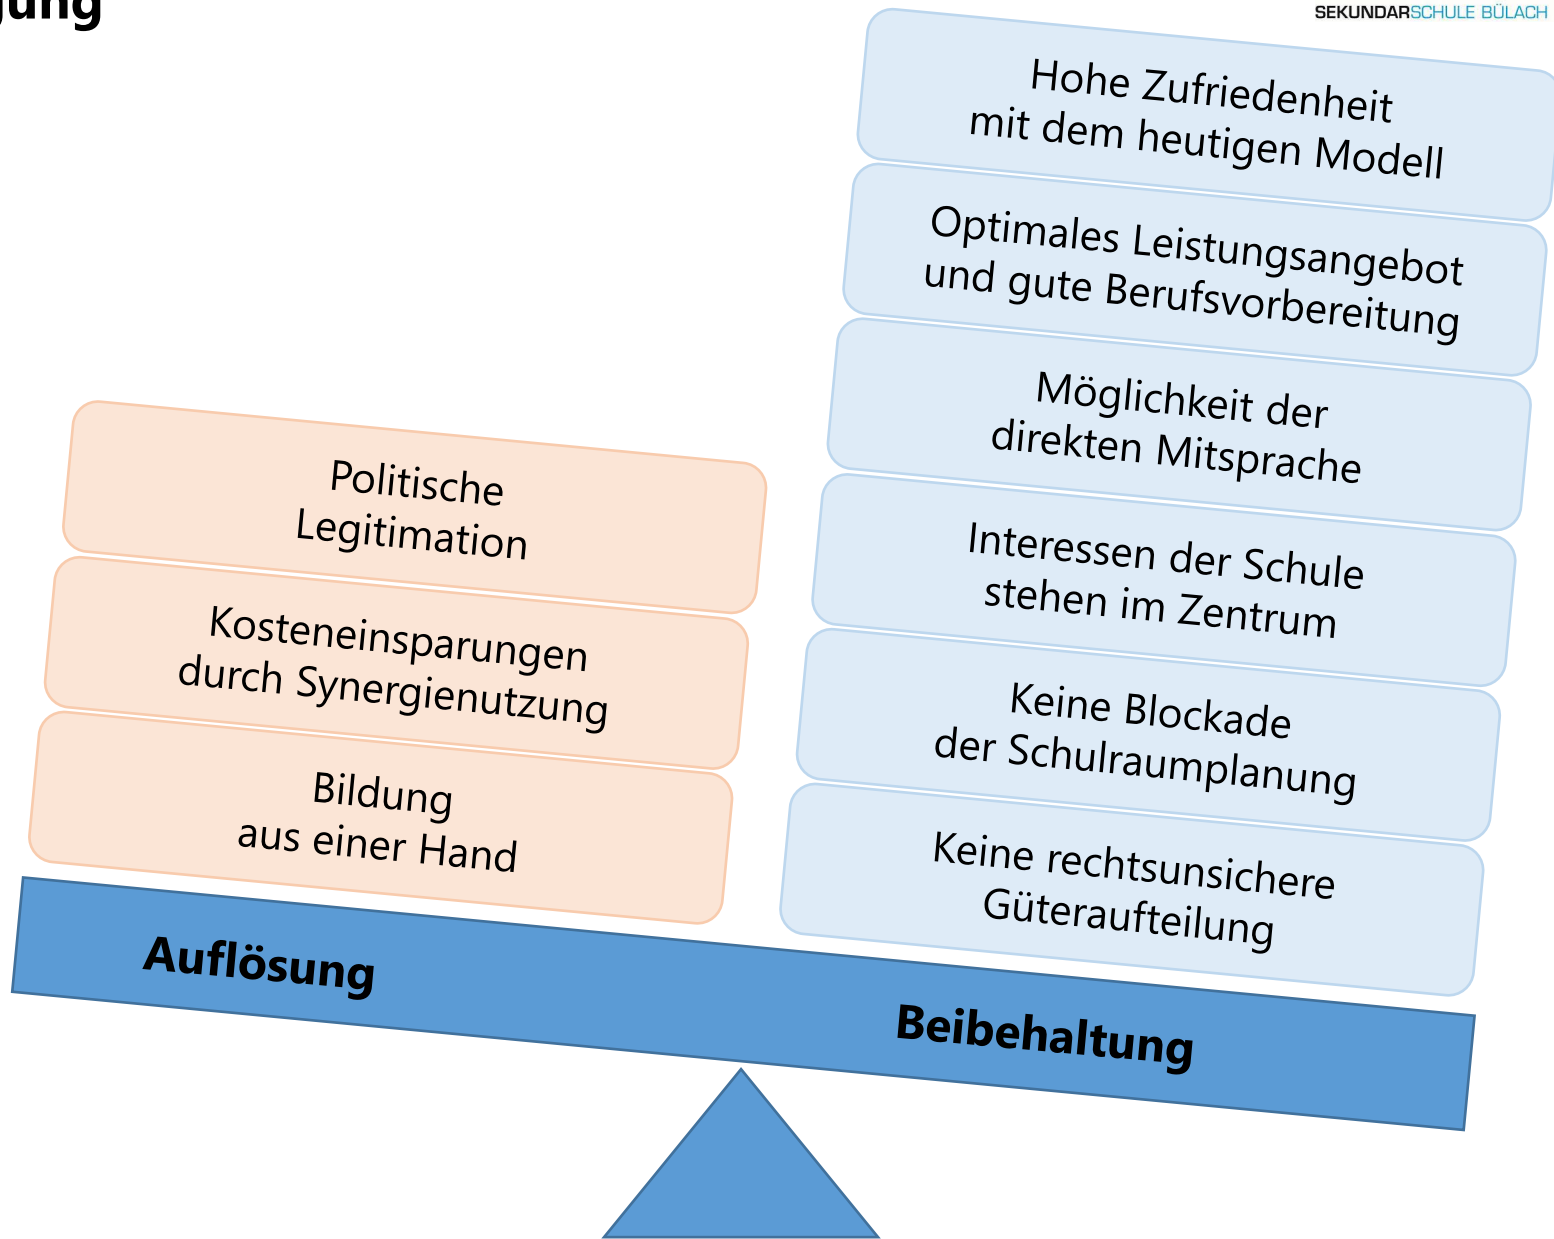 SEKUNDARSCHULE BÜLACH
Hohe Zufriedenheit
mit dem heutigen Modell
Optimales Leistungsangebot
und gute Berufsvorbereitung
Möglichkeit der
direkten Mitsprache
Interessen der Schule
stehen im Zentrum
Keine Blockade
der Schulraumplanung
Keine rechtsunsichere
Güteraufteilung
Politische
Legitimation
Kosteneinsparungen
durch Synergienutzung
Bildung
aus einer Hand
Auflösung
Beibehaltung